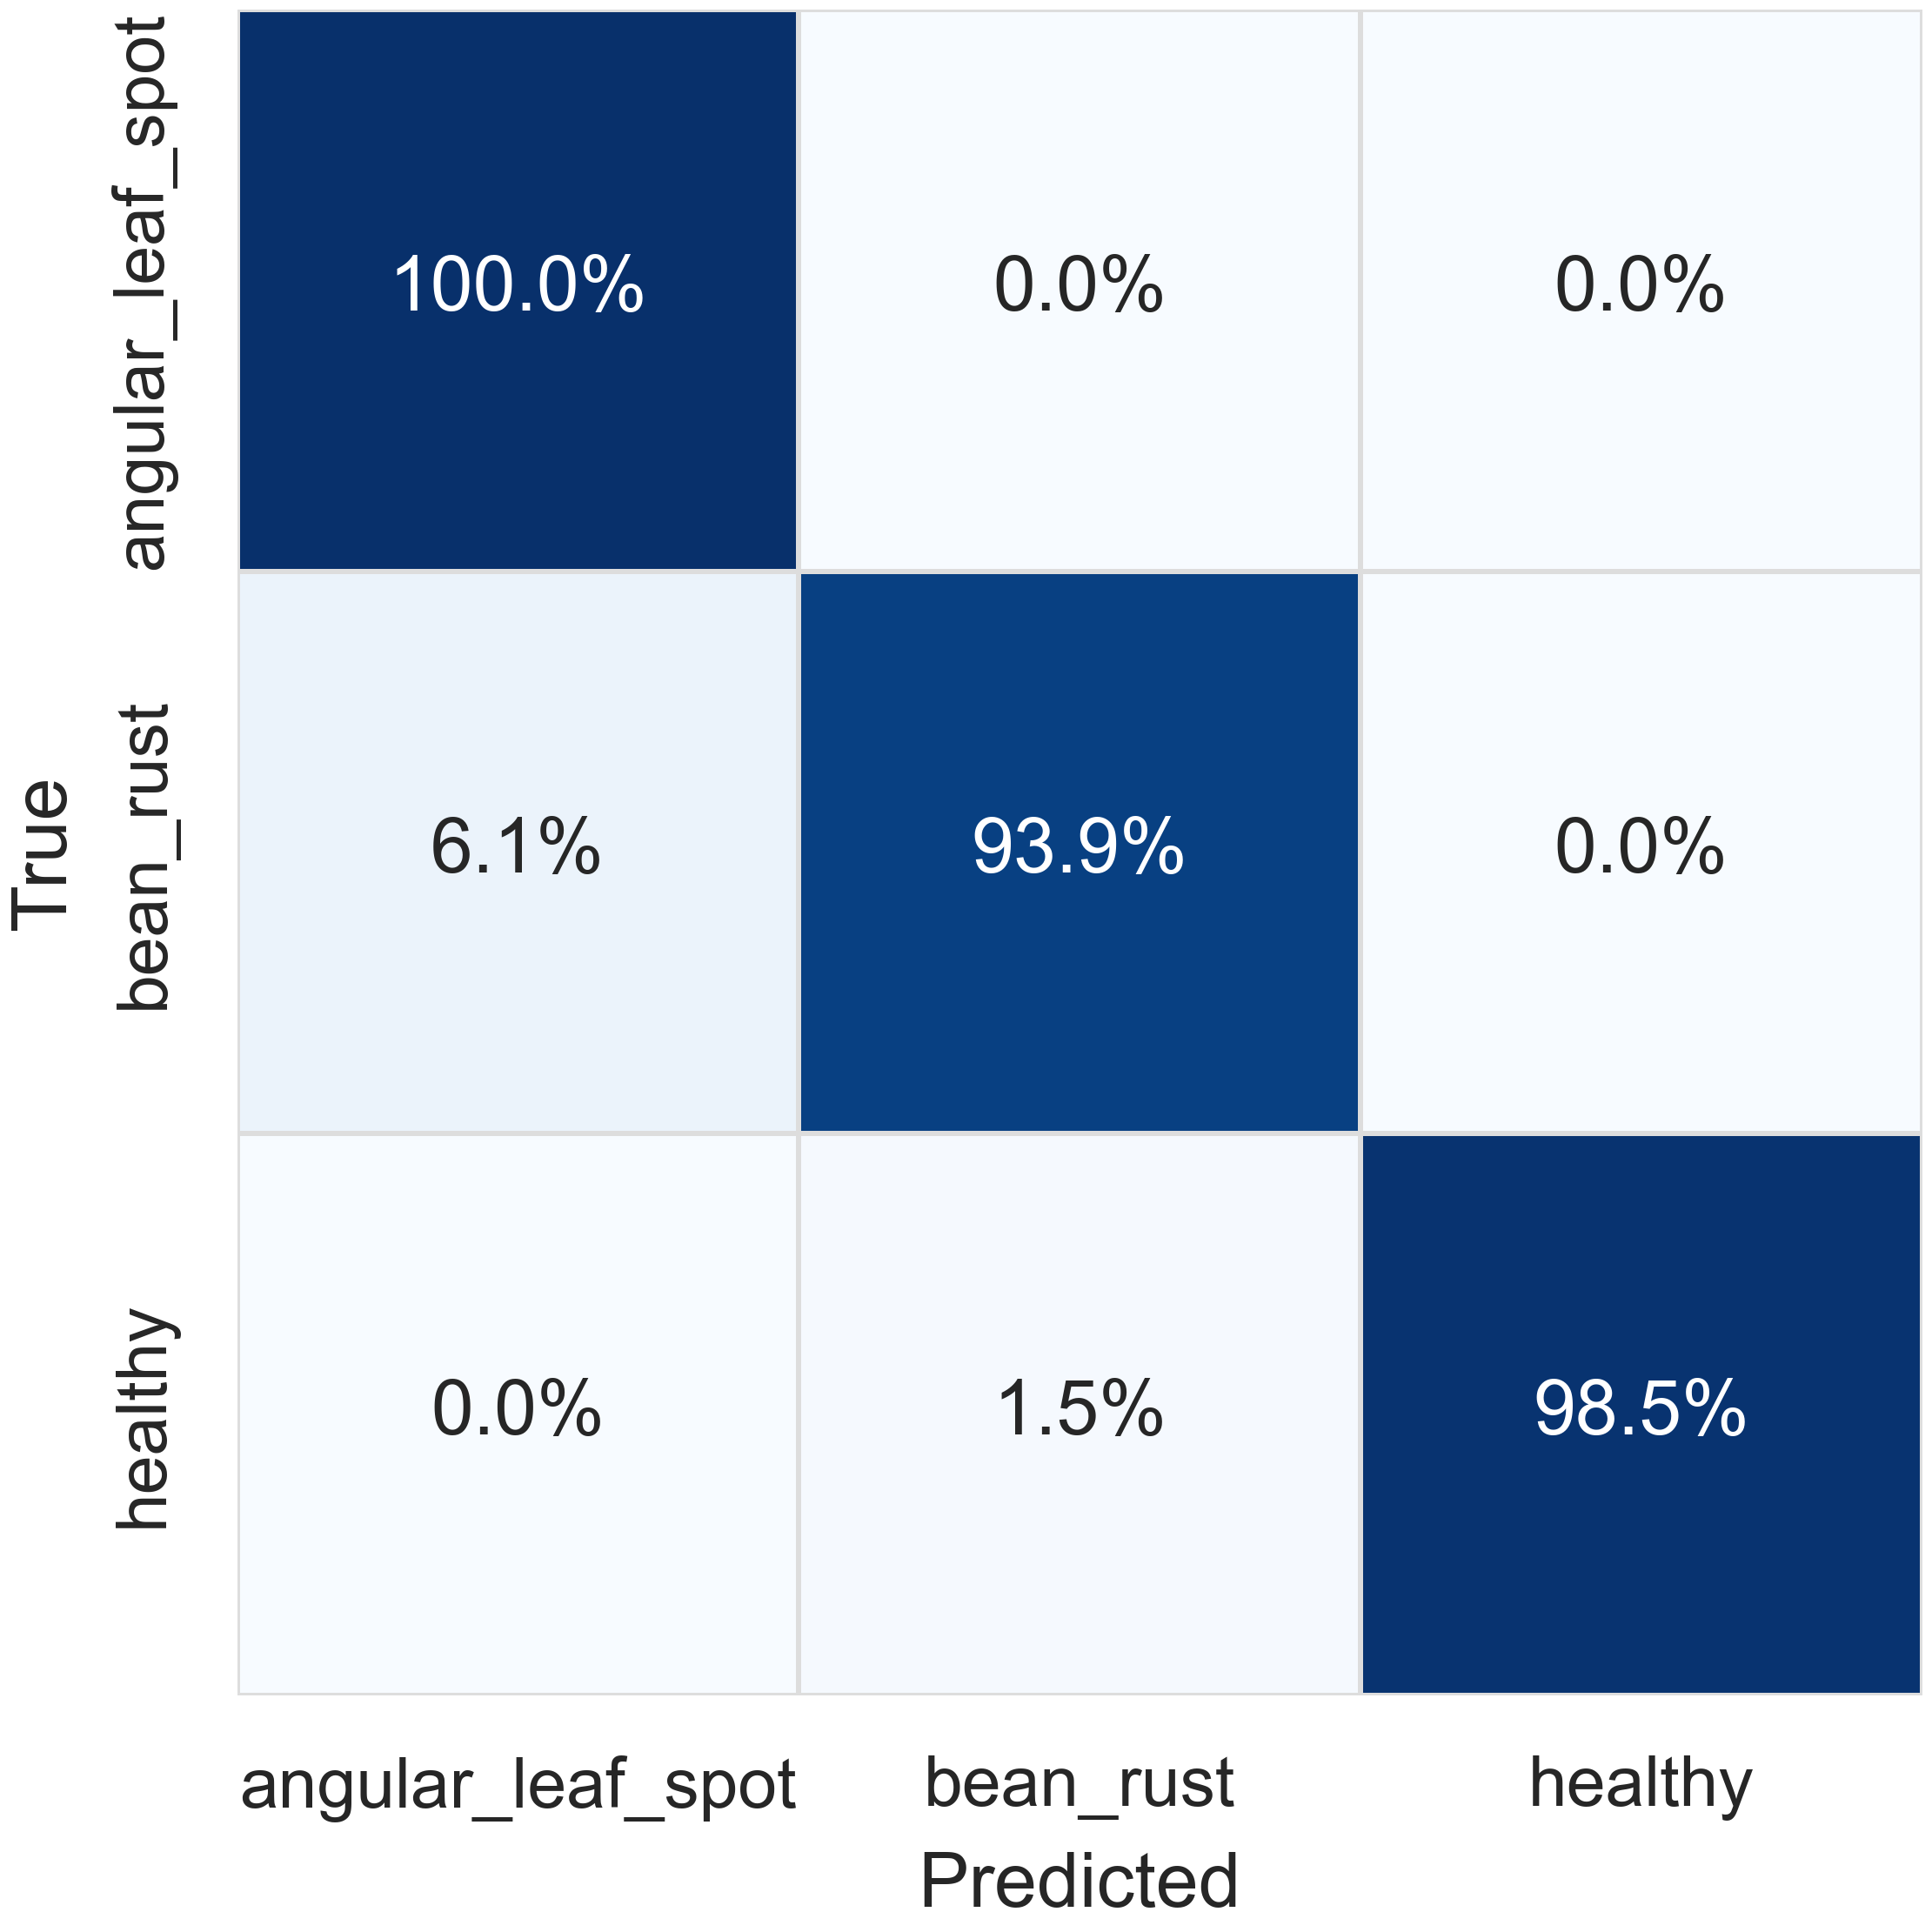 True
angular_leaf_spot
100.0% 0.0% 0.0%
bean_rust
6.1% 93.9% 0.0%
healthy
0.0% 1.5% 98.5%
angular_leaf_spot bean_rust healthy
Predicted